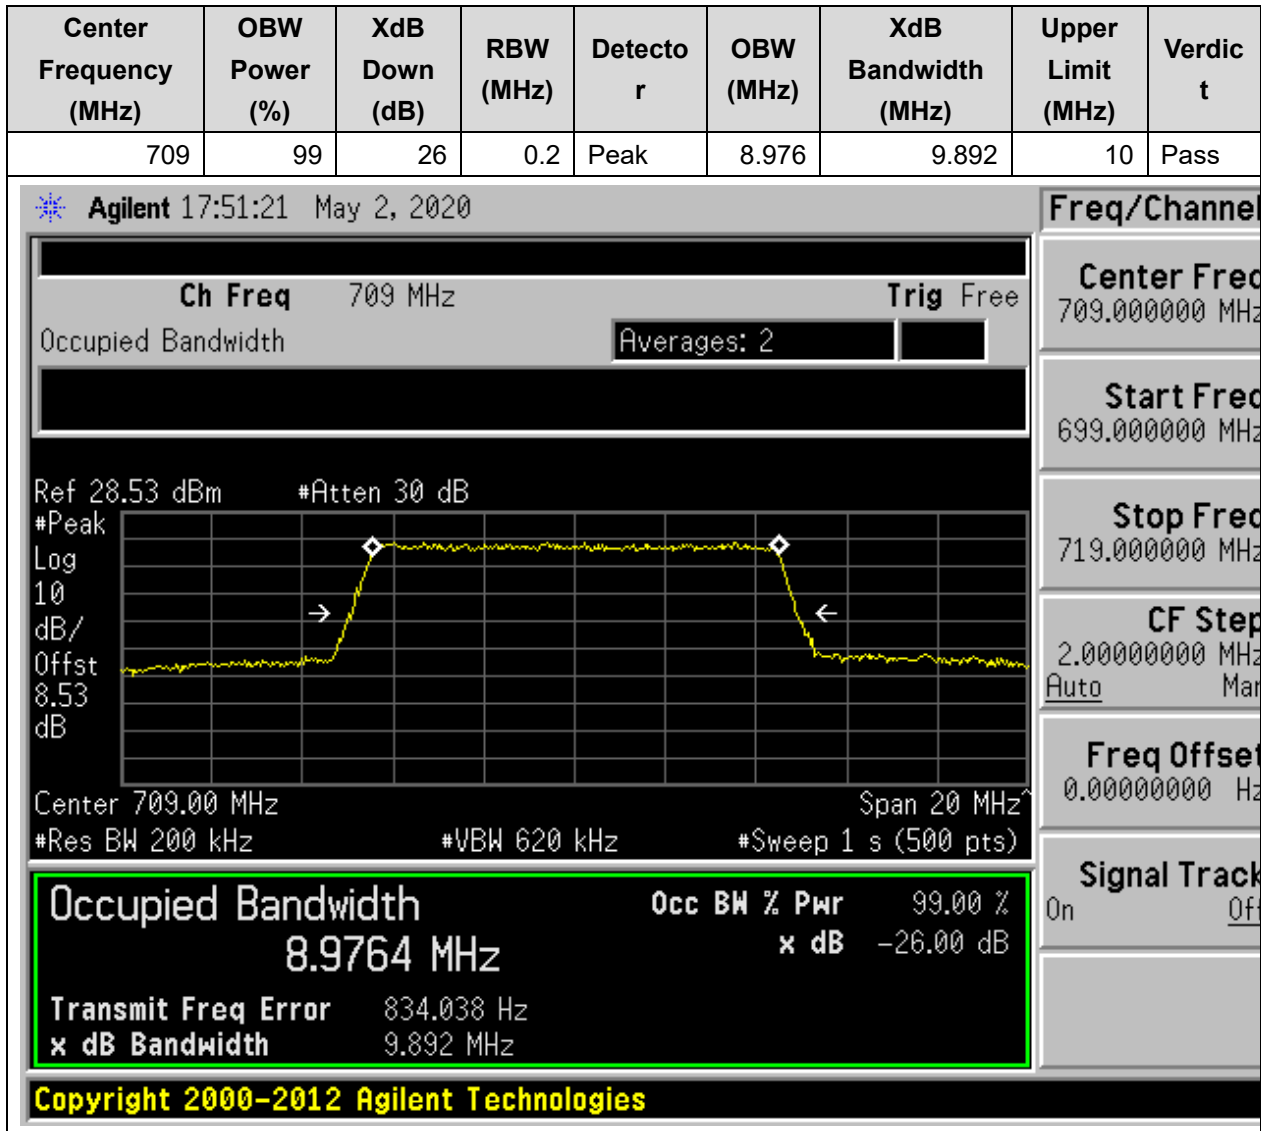 Center Frequency (MHz) OBW Power (%) XdB Down (dB) RBW (MHz) Detector OBW (MHz) XdB Bandwidth (MHz) Upper Limit (MHz) Verdict
709 99 26 0.2 Peak 8.976 9.892 10 Pass
Agilent 17:51:21 May 2, 2020
Freq/Channel
Ch Freq 709 MHz Trig Free
Occupied Bandwidth Averages: 2
Center Freq
709.000000 MHz
Start Freq
699.000000 MHz
Stop Freq
719.000000 MHz
CF Step
2.00000000 MHz
Auto Man
Freq Offset
0.00000000 Hz
Signal Track
On Off
Ref 28.53 dBm #Atten 30 dB
#Peak
Log
10
dB/
Offst
8.53
dB
Center 709.00 MHz Span 20 MHz^
#Res BW 200 kHz #VBW 620 kHz #Sweep 1 s (500 pts)
Occupied Bandwidth
8.9764 MHz
Occ BW % Pwr 99.00 %
x dB -26.00 dB
Transmit Freq Error 834.038 Hz
x dB Bandwidth 9.892 MHz
Copyright 2000-2012 Agilent Technologies